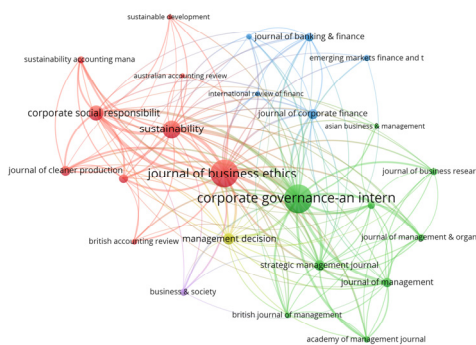 sustainable development
journal of banking & finance
sustainability accounting mana
emerging markets finance and t
australian accounting review
international review of financ
corporate social responsibilit
journal of corporate finance
sustainability
asian business & management
journal of cleaner production
journal of business ethics
journal of business resear
corporate governance-an intern
british accounting review
management decision
journal of management & organ
strategic management journal
journal of management
business & society
british journal of management
academy of management journal